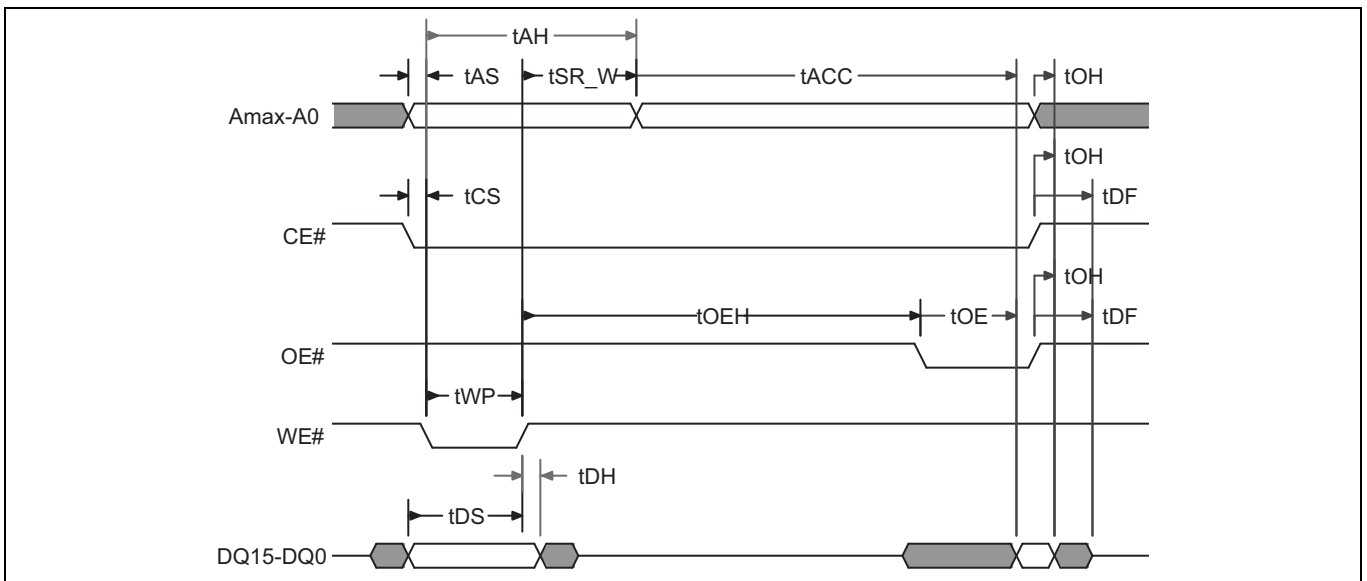 tAH
tAS tSR_W tACC tOH
Amax-A0
tOH
tCS tDF
CE#
tOH
tOEH tOE tDF
OE#
tWP
WE#
tDH
tDS
DQ15-DQ0